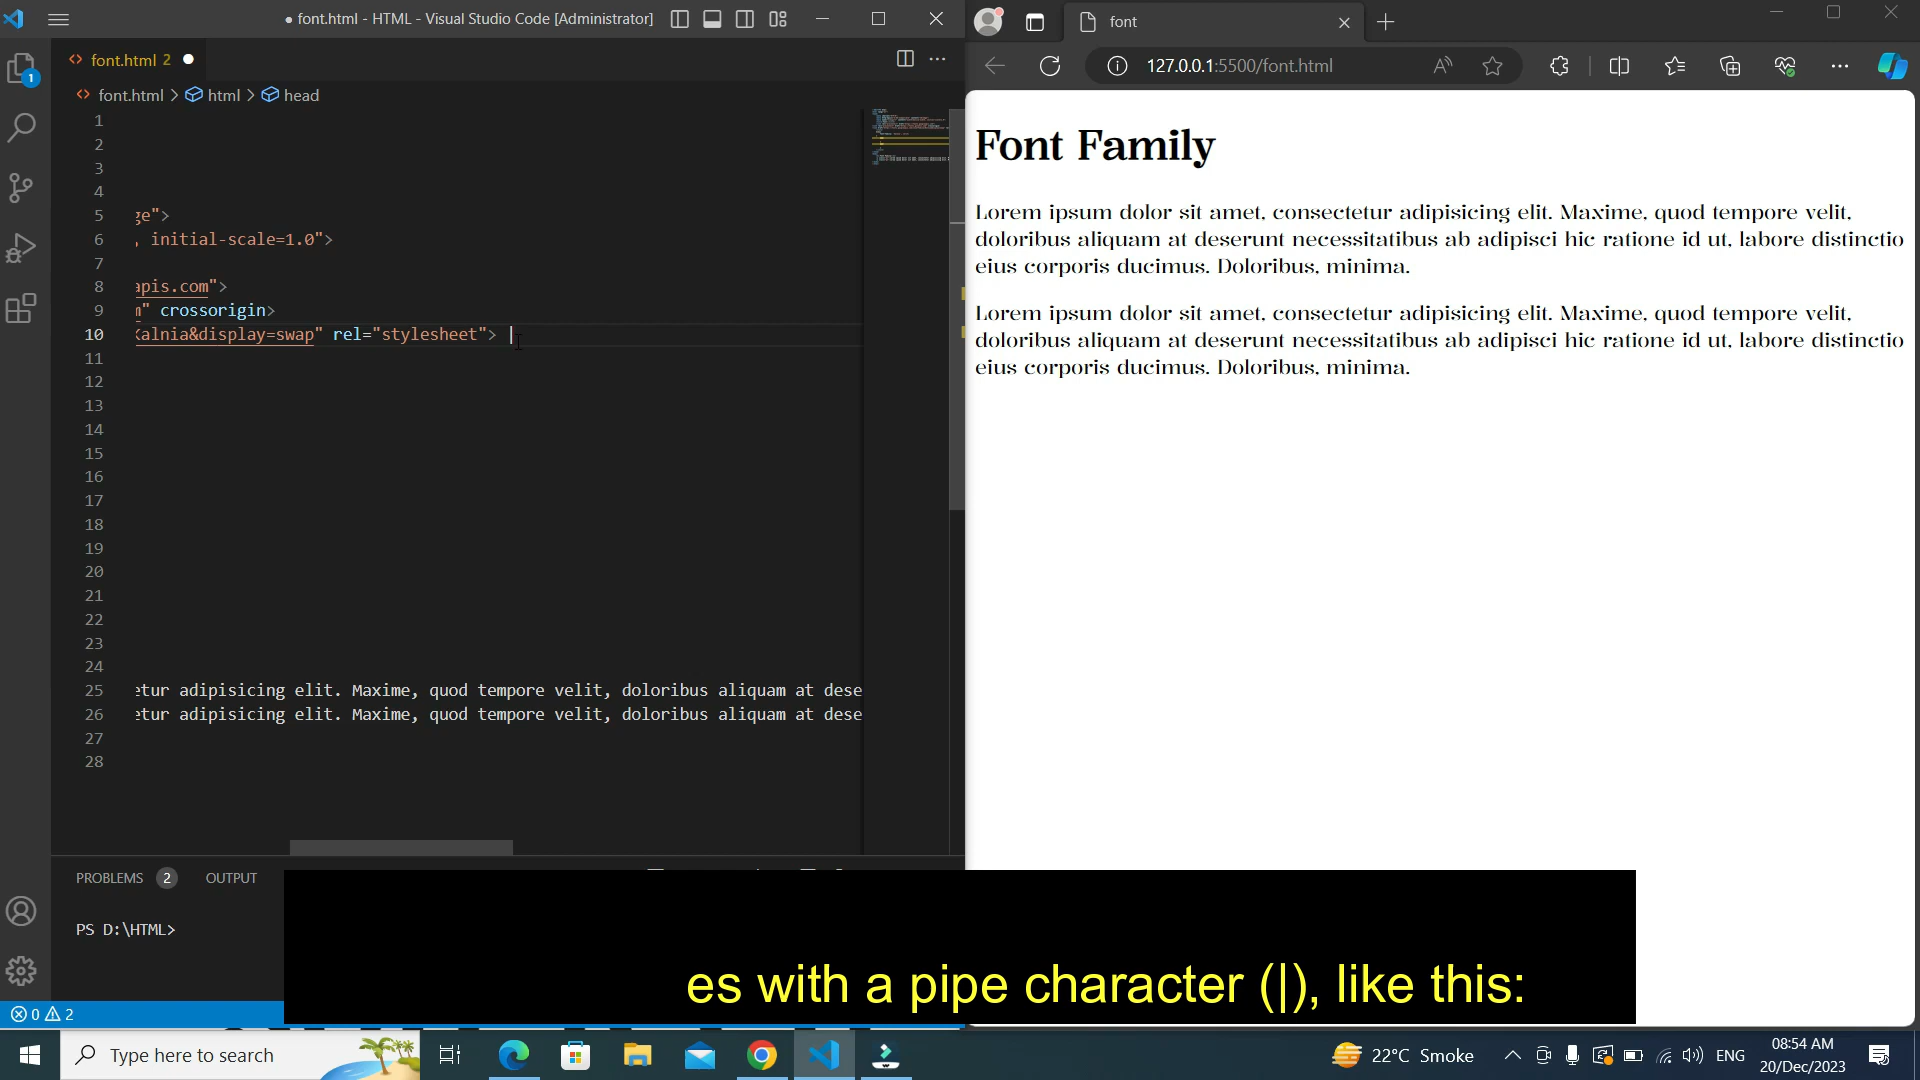 font.html - HTML - Visual Studio Code [Administrator]
font.html 2
font.html > html > head
1
2
3
4
5 ge">
6 , initial-scale=1.0">
7
8 apis.com">
9 m" crossorigin>
10 Kalnia&display=swap" rel="stylesheet">
11
12
13
14
15
16
17
18
19
20
21
22
23
24
25 etur adipisicing elit. Maxime, quod tempore velit, doloribus aliquam at dese
26 etur adipisicing elit. Maxime, quod tempore velit, doloribus aliquam at dese
27
28
PROBLEMS 2 OUTPUT
PS D:\HTML>
0 2
1
font
127.0.0.1:5500/font.html
Font Family
Lorem ipsum dolor sit amet, consectetur adipisicing elit. Maxime, quod tempore velit,
doloribus aliquam at deserunt necessitatibus ab adipisci hic ratione id ut, labore distinctio
eius corporis ducimus. Doloribus, minima.
Lorem ipsum dolor sit amet, consectetur adipisicing elit. Maxime, quod tempore velit,
doloribus aliquam at deserunt necessitatibus ab adipisci hic ratione id ut, labore distinctio
eius corporis ducimus. Doloribus, minima.
es with a pipe character (|), like this:
Type here to search
22°C Smoke
ENG
08:54 AM
20/Dec/2023